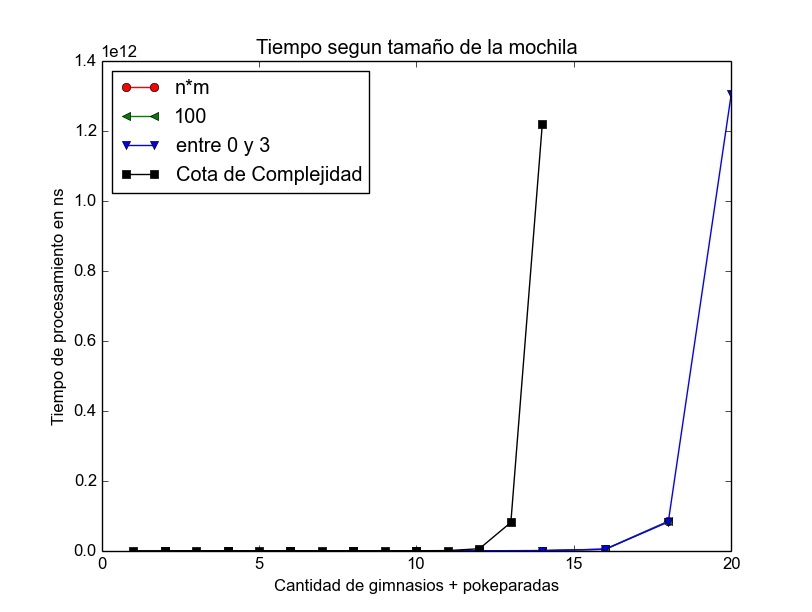 Tiempo segun tamaño de la mochila
1e12
1.4
1.2
1.0
0.8
0.6
0.4
0.2
0.0
n*m
100
entre 0 y 3
Cota de Complejidad
Tiempo de procesamiento en ns
0
5
10
15
20
Cantidad de gimnasios + pokeparadas